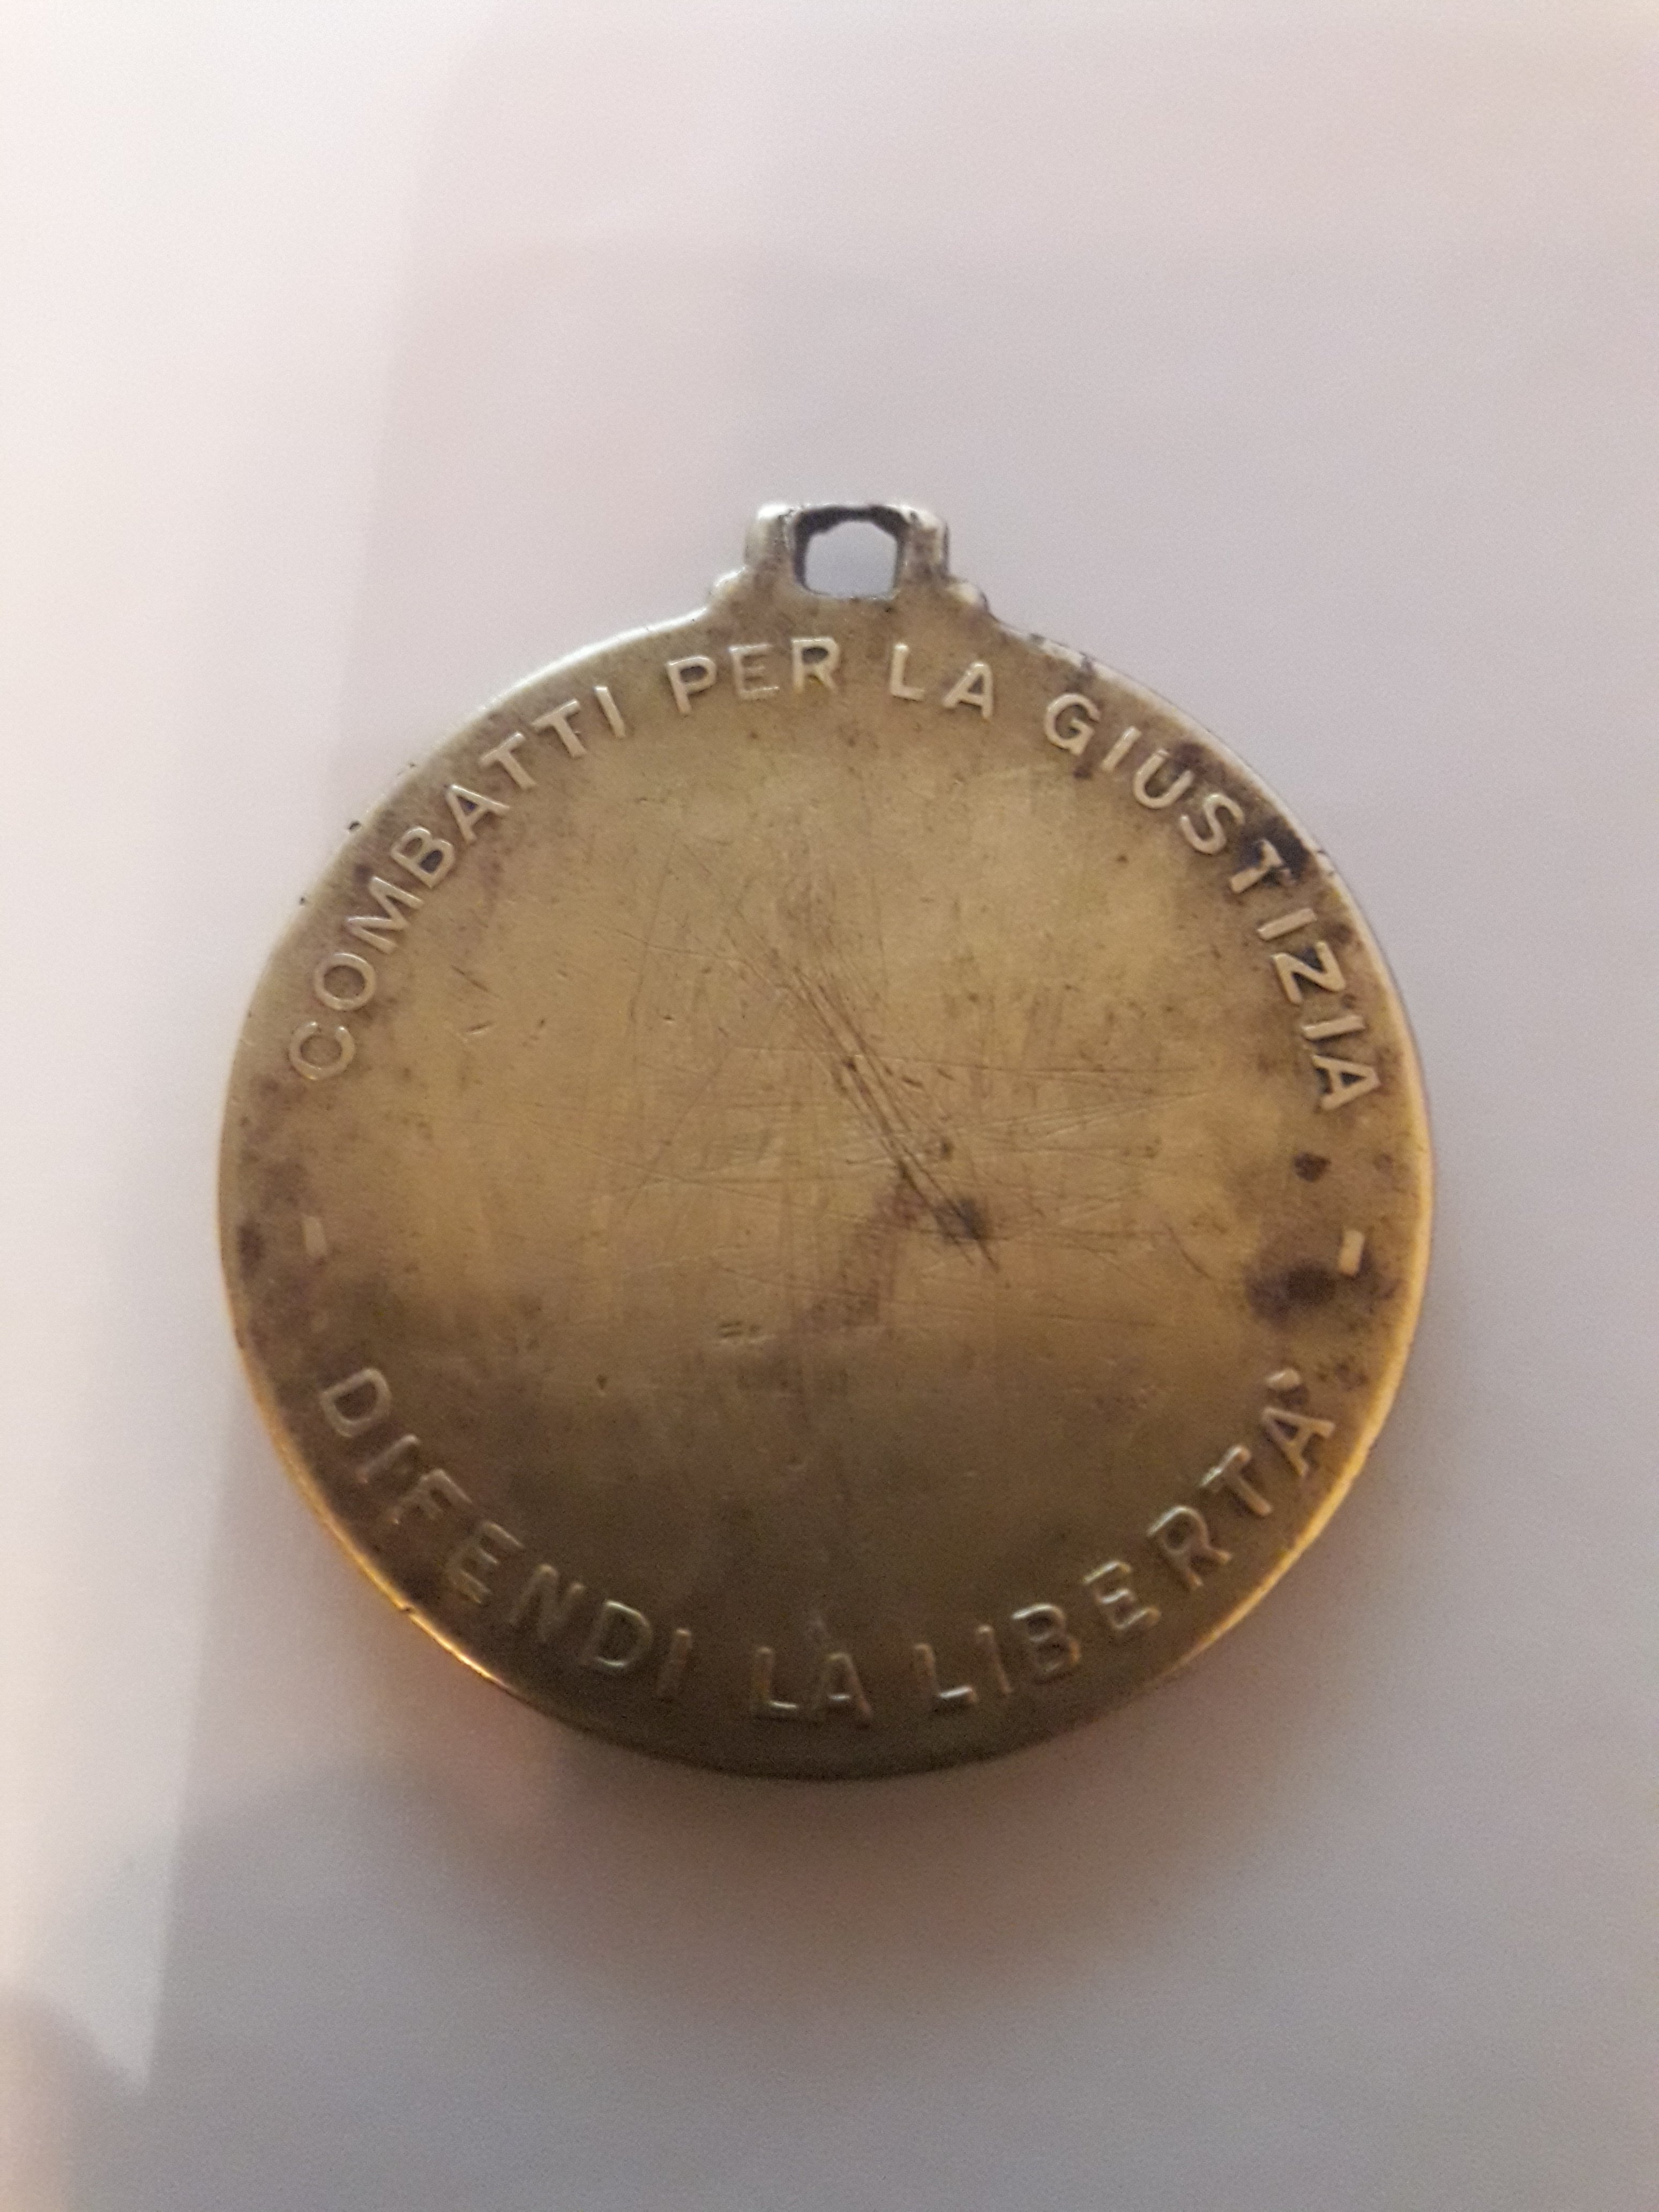 COMBATTI PER LA GIUSTIZIA
- DIFENDI LA LIBERTA' -